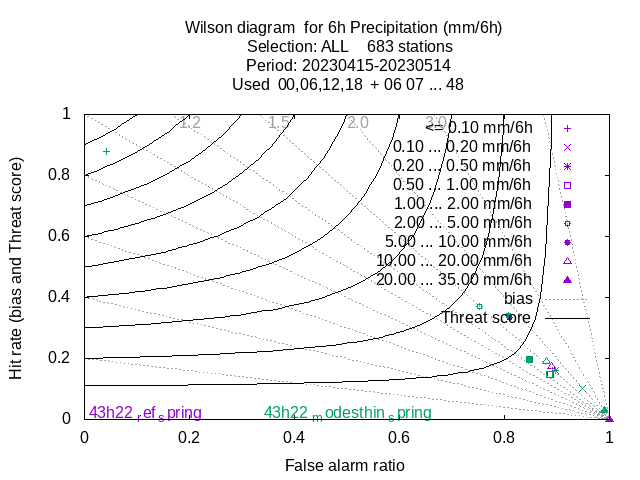 Wilson diagram for 6h Precipitation (mm/6h)
Selection: ALL 683 stations
Period: 20230415-20230514
Used 00,06,12,18 + 06 07 ... 48
1
1.2 1.5 2.0 3.0
<= 0.10 mm/6h
0.10 ... 0.20 mm/6h
0.20 ... 0.50 mm/6h
0.50 ... 1.00 mm/6h
1.00 ... 2.00 mm/6h
2.00 ... 5.00 mm/6h
5.00 ... 10.00 mm/6h
10.00 ... 20.00 mm/6h
20.00 ... 35.00 mm/6h
bias
Threat score
0.8
0.6
0.4
0.2
0
Hit rate (bias and Threat score)
43h22refspring 43h22modesthinspring
0 0.2 0.4 0.6 0.8 1
False alarm ratio